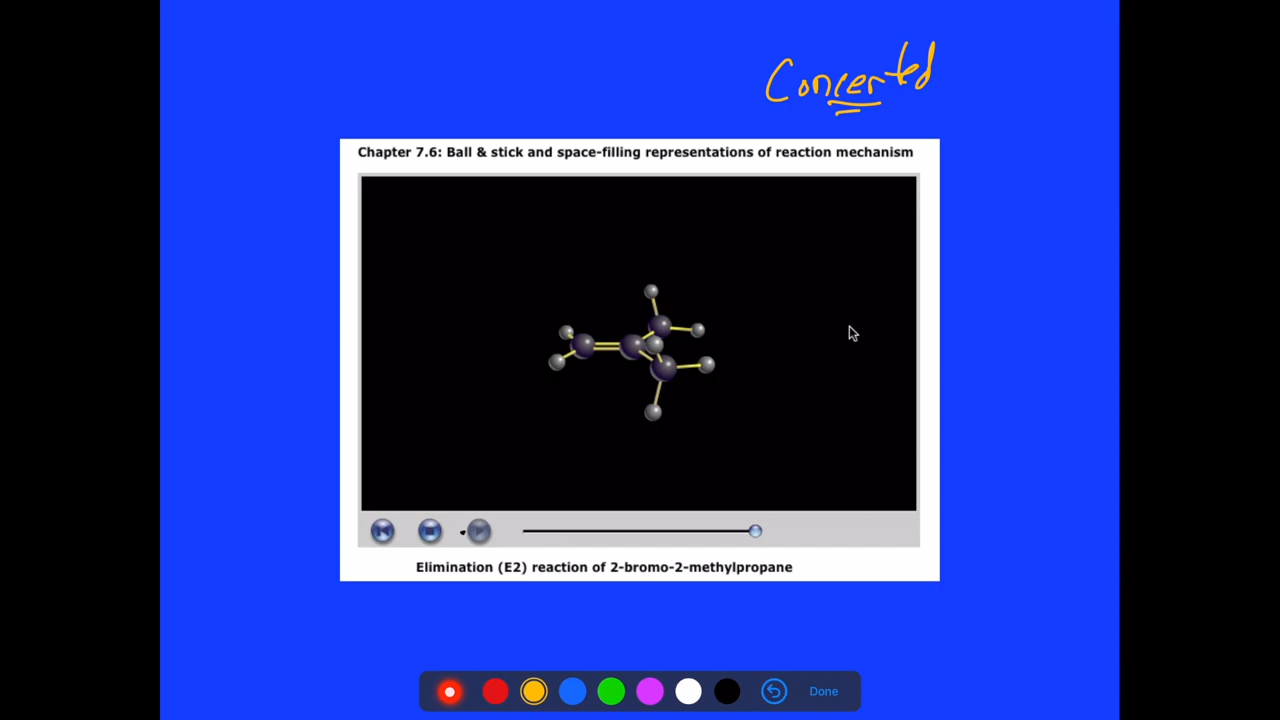 Concerted
Chapter 7.6: Ball & stick and space-filling representations of reaction mechanism
Elimination (E2) reaction of 2-bromo-2-methylpropane
Done